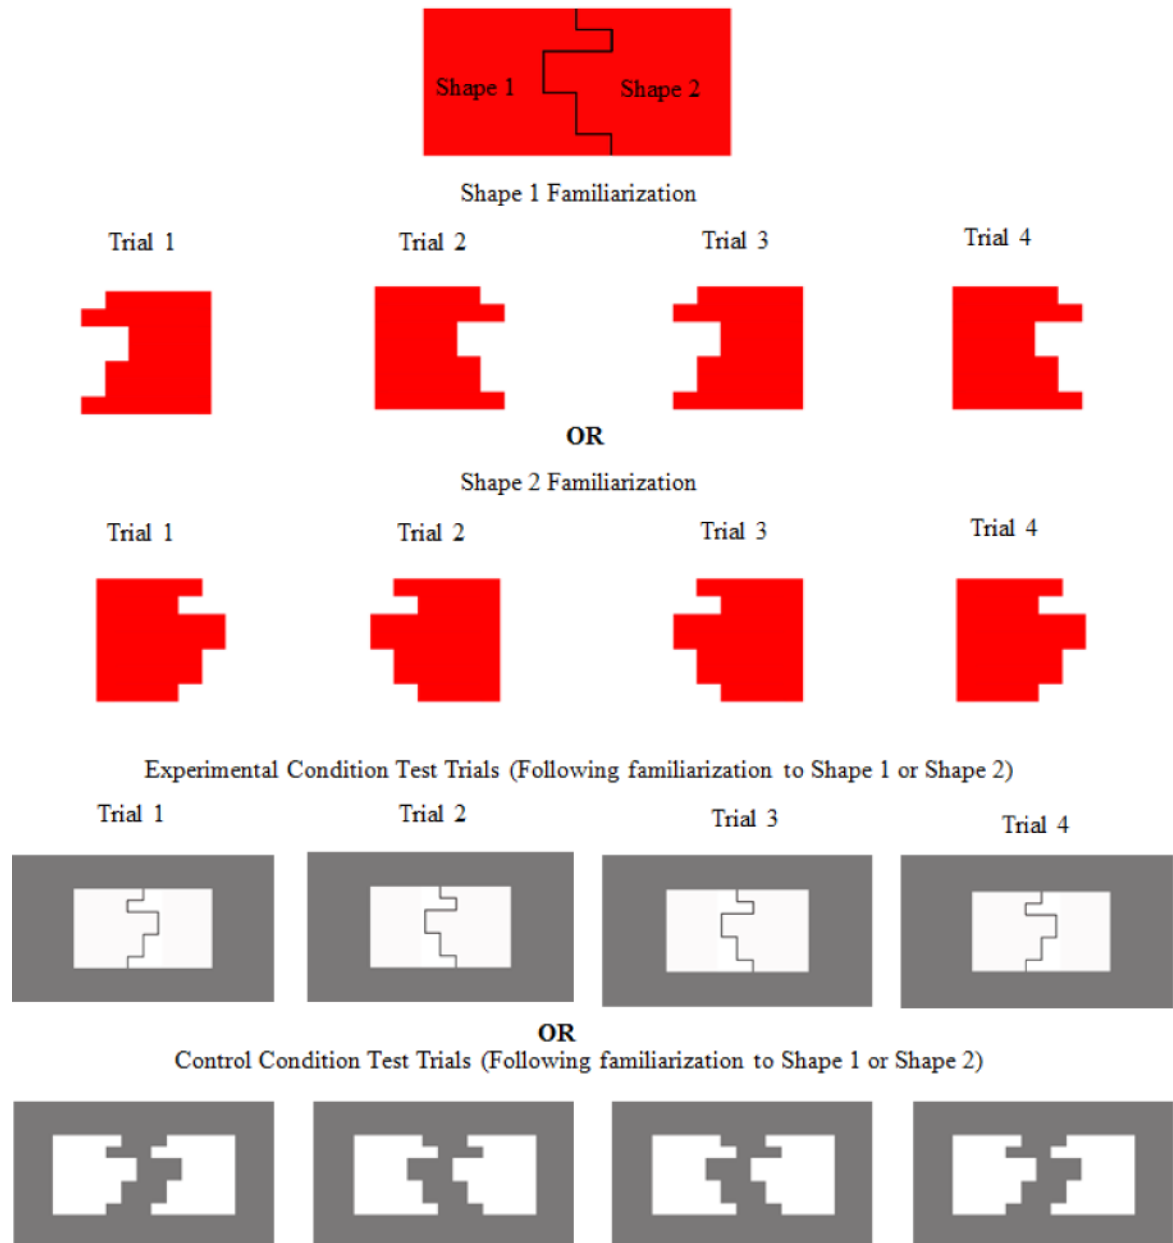 Shape 1 Shape 2
Shape 1 Familiarization
Trial 1 Trial 2 Trial 3 Trial 4
OR
Shape 2 Familiarization
Trial 1 Trial 2 Trial 3 Trial 4
Experimental Condition Test Trials (Following familiarization to Shape 1 or Shape 2)
Trial 1 Trial 2 Trial 3 Trial 4
OR
Control Condition Test Trials (Following familiarization to Shape 1 or Shape 2)